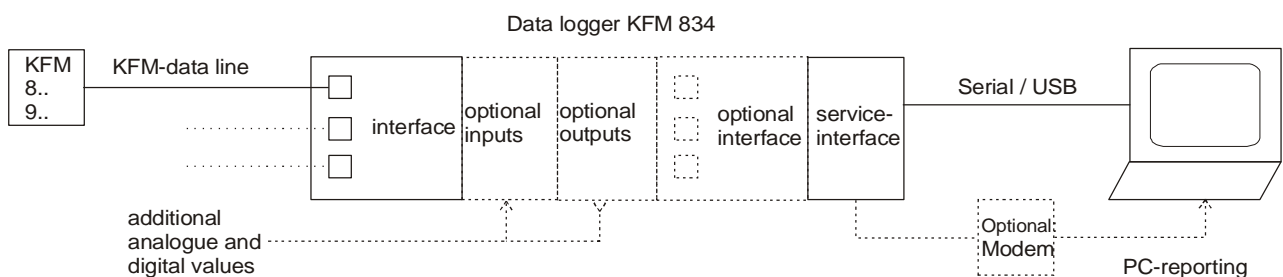 Data logger KFM 834
KFM
8..
9..
KFM-data line
interface
optional
inputs
optional
outputs
optional
interface
service-
interface
Serial / USB
additional
analogue and
digital values
Optional
Modem
PC-reporting